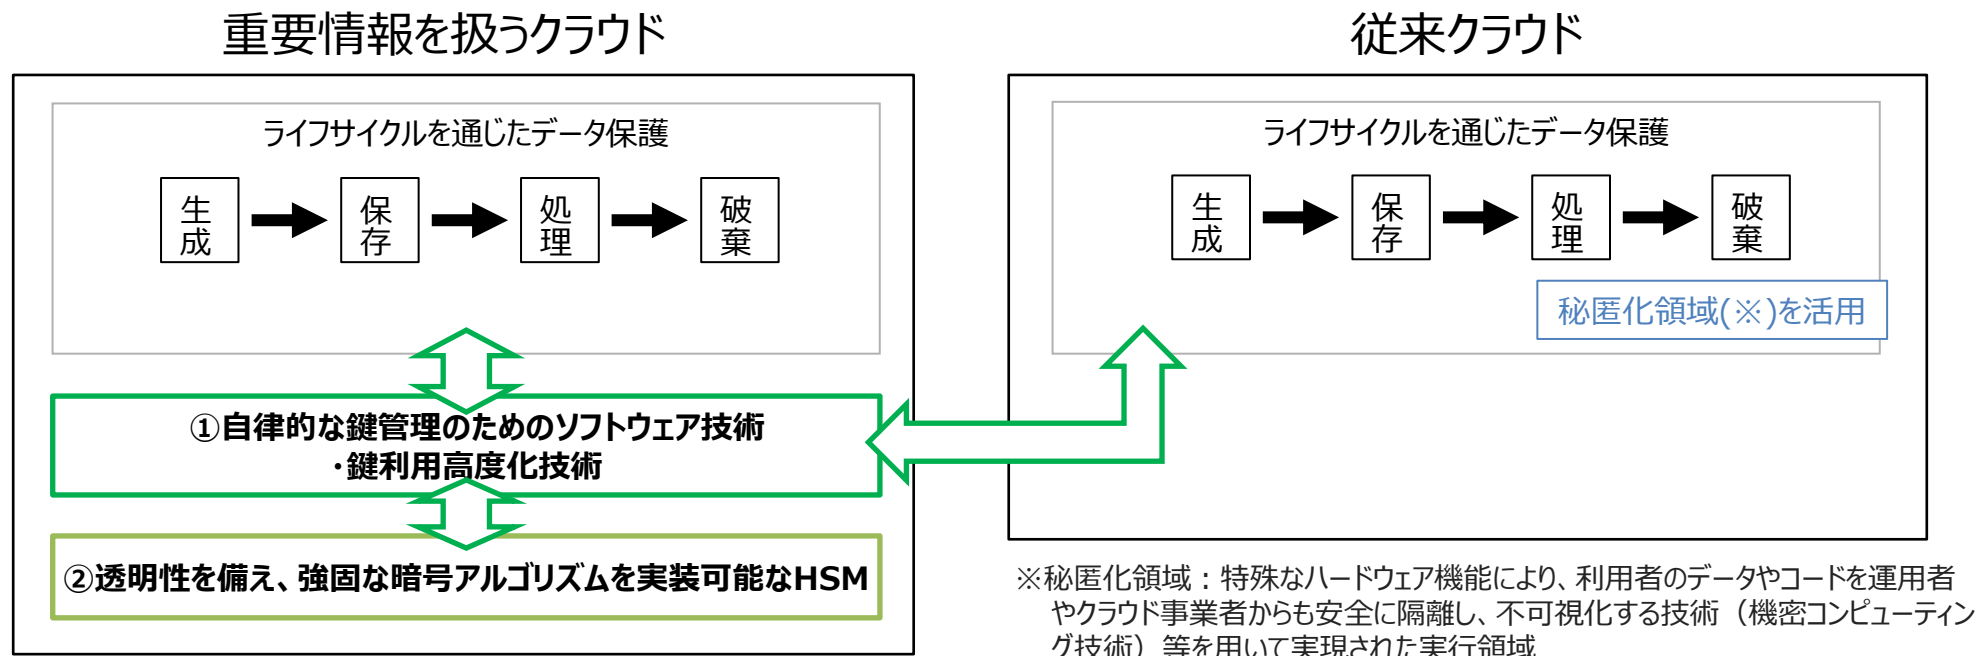 重要情報を扱うクラウド
ライフサイクルを通じたデータ保護
生成
保存
処理
破棄
①自律的な鍵管理のためのソフトウェア技術
・鍵利用高度化技術
②透明性を備え、強固な暗号アルゴリズムを実装可能なHSM
従来クラウド
ライフサイクルを通じたデータ保護
生成
保存
処理
破棄
秘匿化領域(※)を活用
※秘匿化領域：特殊なハードウェア機能により、利用者のデータやコードを運用者
やクラウド事業者からも安全に隔離し、不可視化する技術（機密コンピューティン
グ技術）等を用いて実現された実行領域